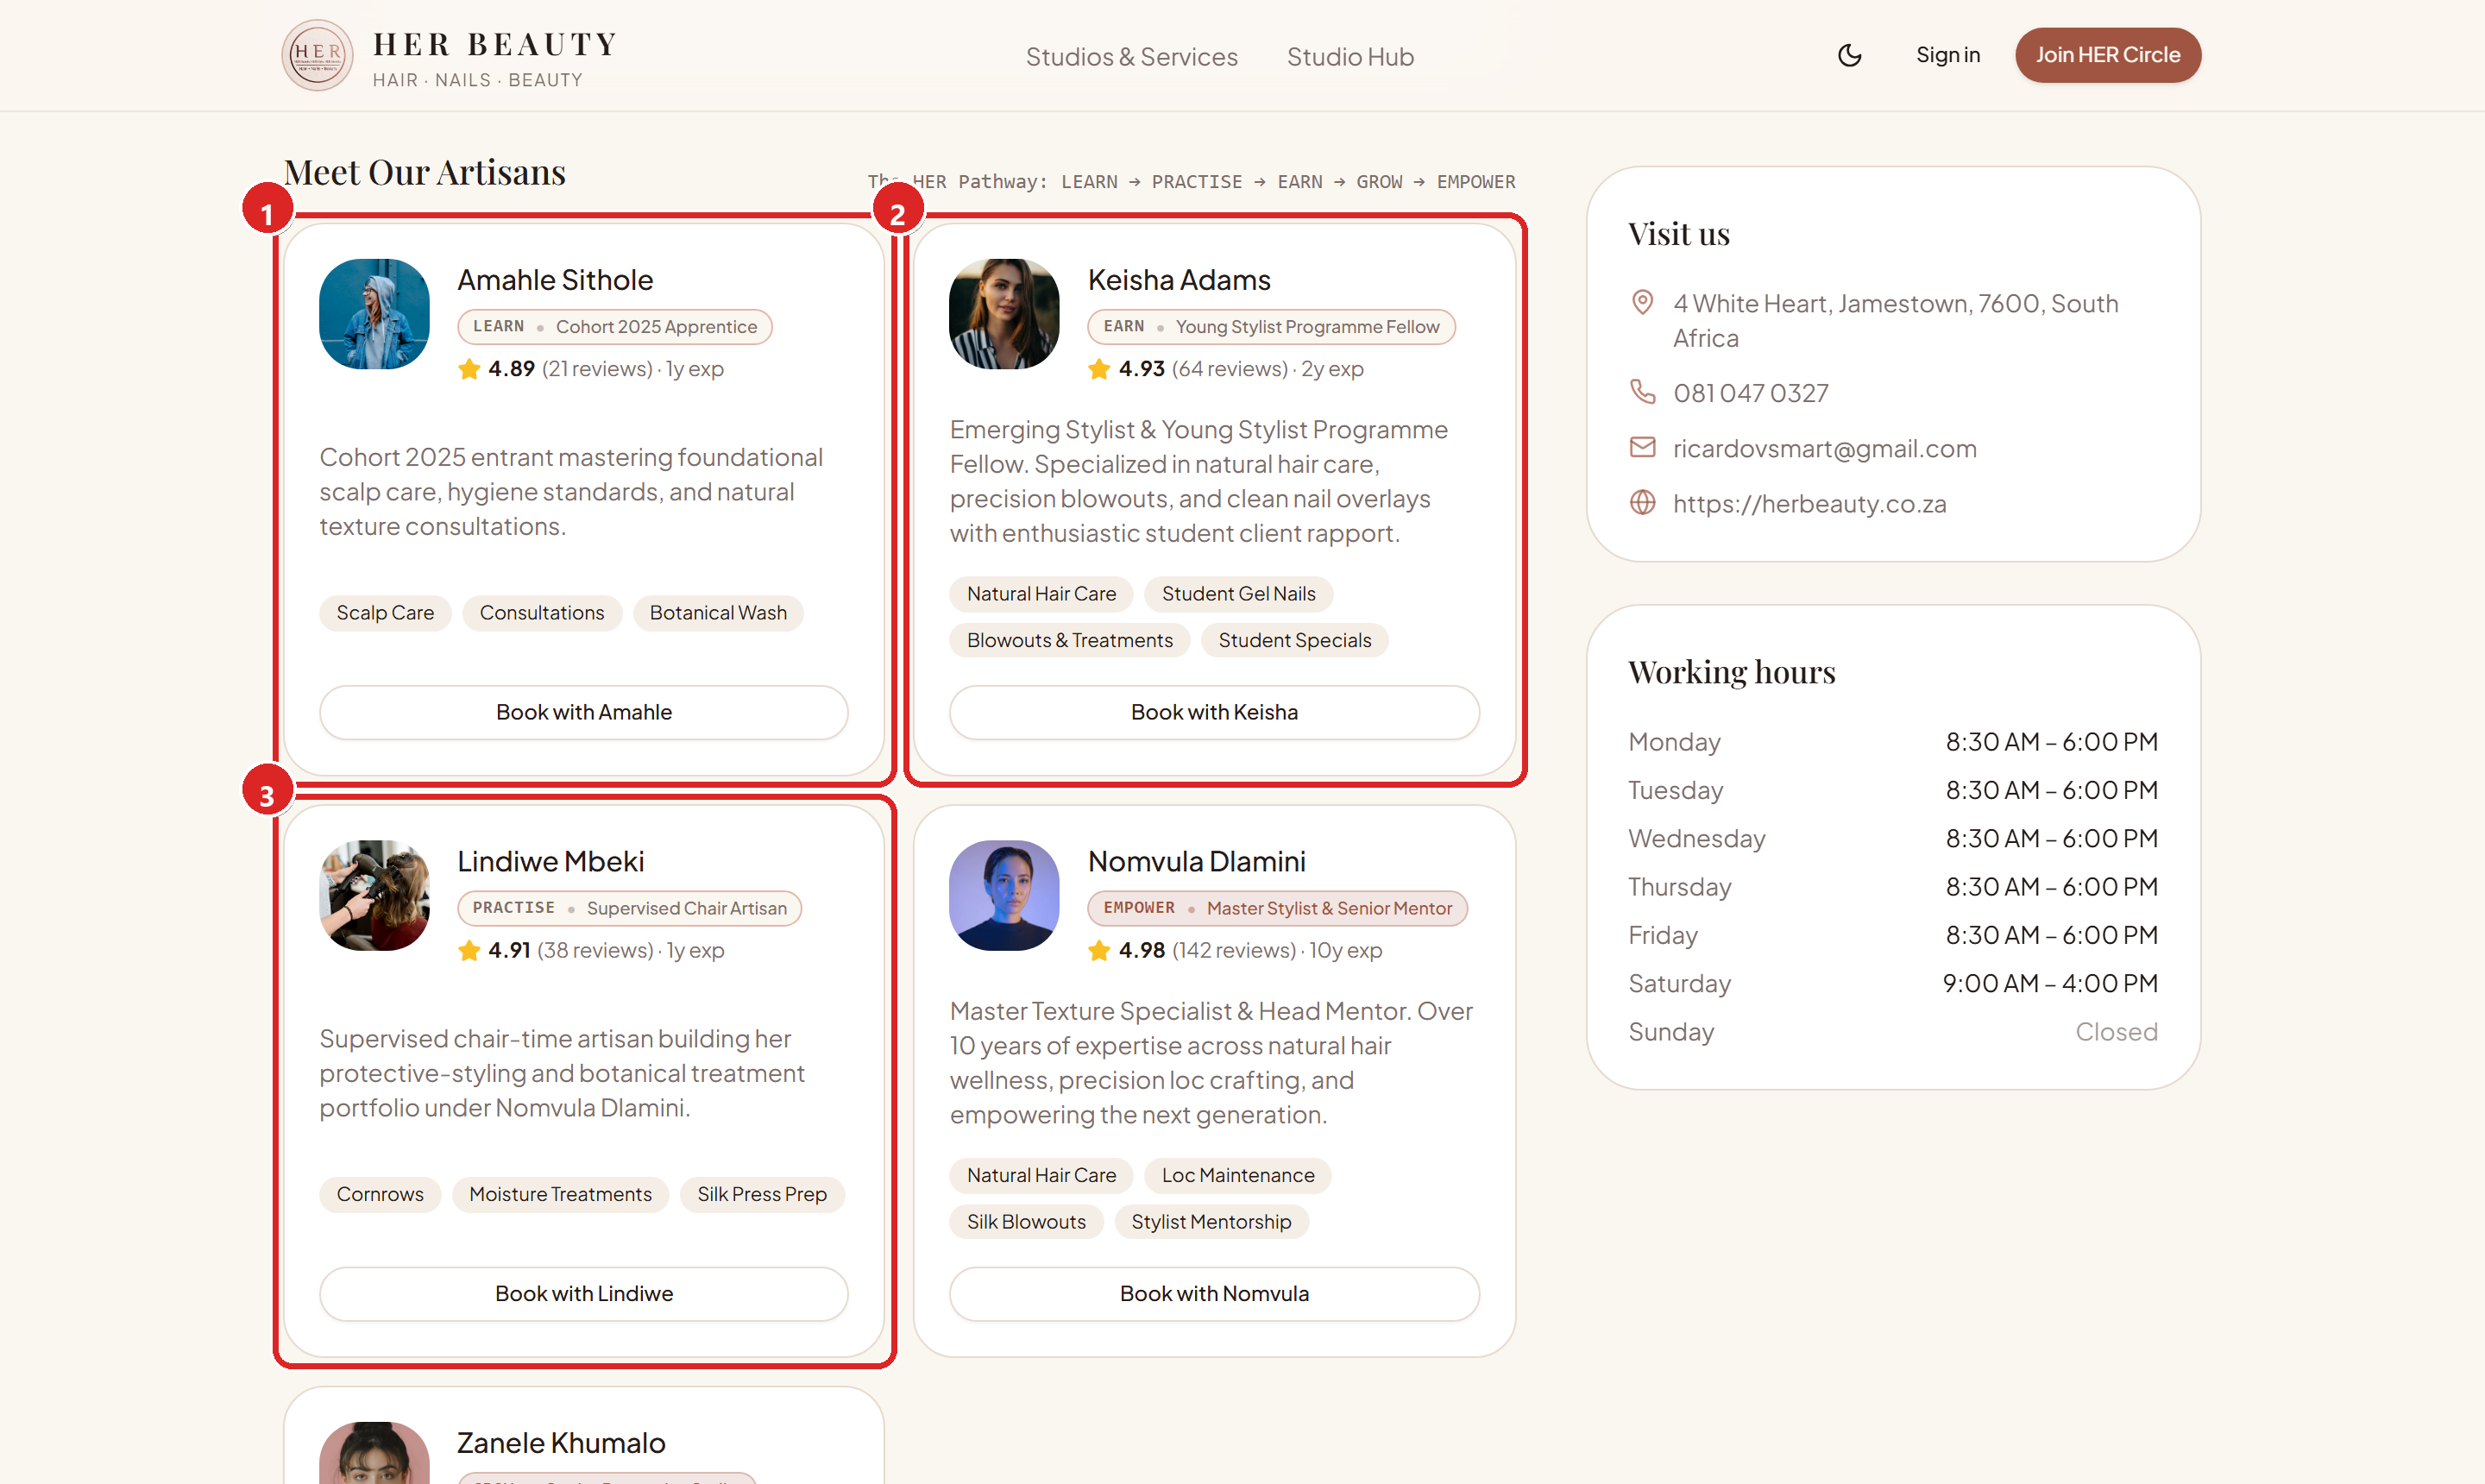 HER
HER BEAUTY
HAIR · NAILS · BEAUTY
Studios & Services
Studio Hub
Sign in
Join HER Circle
Meet Our Artisans
HER Pathway: LEARN → PRACTISE → EARN → GROW → EMPOWER
1
Amahle Sithole
LEARN • Cohort 2025 Apprentice
4.89 (21 reviews) · 1y exp
Cohort 2025 entrant mastering foundational
scalp care, hygiene standards, and natural
texture consultations.
Scalp Care
Consultations
Botanical Wash
Book with Amahle
2
Keisha Adams
EARN • Young Stylist Programme Fellow
4.93 (64 reviews) · 2y exp
Emerging Stylist & Young Stylist Programme
Fellow. Specialized in natural hair care,
precision blowouts, and clean nail overlays
with enthusiastic student client rapport.
Natural Hair Care
Student Gel Nails
Blowouts & Treatments
Student Specials
Book with Keisha
3
Lindiwe Mbeki
PRACTISE • Supervised Chair Artisan
4.91 (38 reviews) · 1y exp
Supervised chair-time artisan building her
protective-styling and botanical treatment
portfolio under Nomvula Dlamini.
Cornrows
Moisture Treatments
Silk Press Prep
Book with Lindiwe
Nomvula Dlamini
EMPOWER • Master Stylist & Senior Mentor
4.98 (142 reviews) · 10y exp
Master Texture Specialist & Head Mentor. Over
10 years of expertise across natural hair
wellness, precision loc crafting, and
empowering the next generation.
Natural Hair Care
Loc Maintenance
Silk Blowouts
Stylist Mentorship
Book with Nomvula
Zanele Khumalo
Visit us
4 White Heart, Jamestown, 7600, South
Africa
081 047 0327
ricardovsmart@gmail.com
https://herbeauty.co.za
Working hours
Monday 8:30 AM – 6:00 PM
Tuesday 8:30 AM – 6:00 PM
Wednesday 8:30 AM – 6:00 PM
Thursday 8:30 AM – 6:00 PM
Friday 8:30 AM – 6:00 PM
Saturday 9:00 AM – 4:00 PM
Sunday Closed